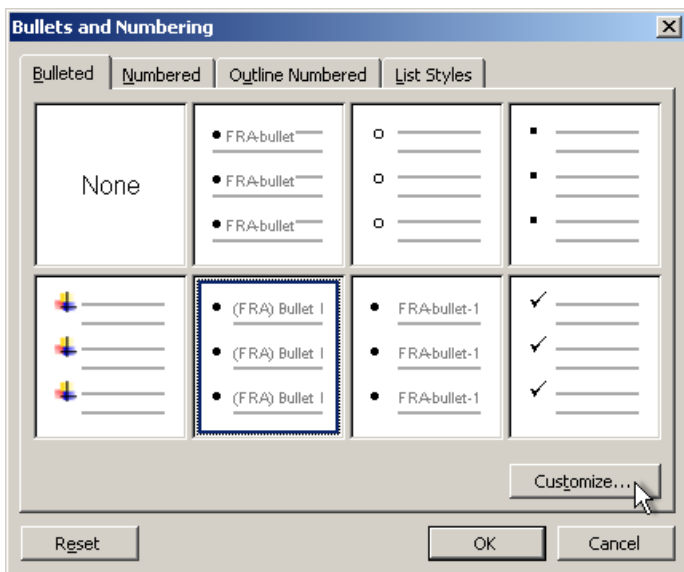 Bullets and Numbering
Bulleted Numbered Outline Numbered List Styles
None
FRA-bullet
FRA-bullet
FRA-bullet
(FRA) Bullet I
(FRA) Bullet I
(FRA) Bullet I
FRA-bullet-1
FRA-bullet-1
FRA-bullet-1
Customize...
Reset OK Cancel